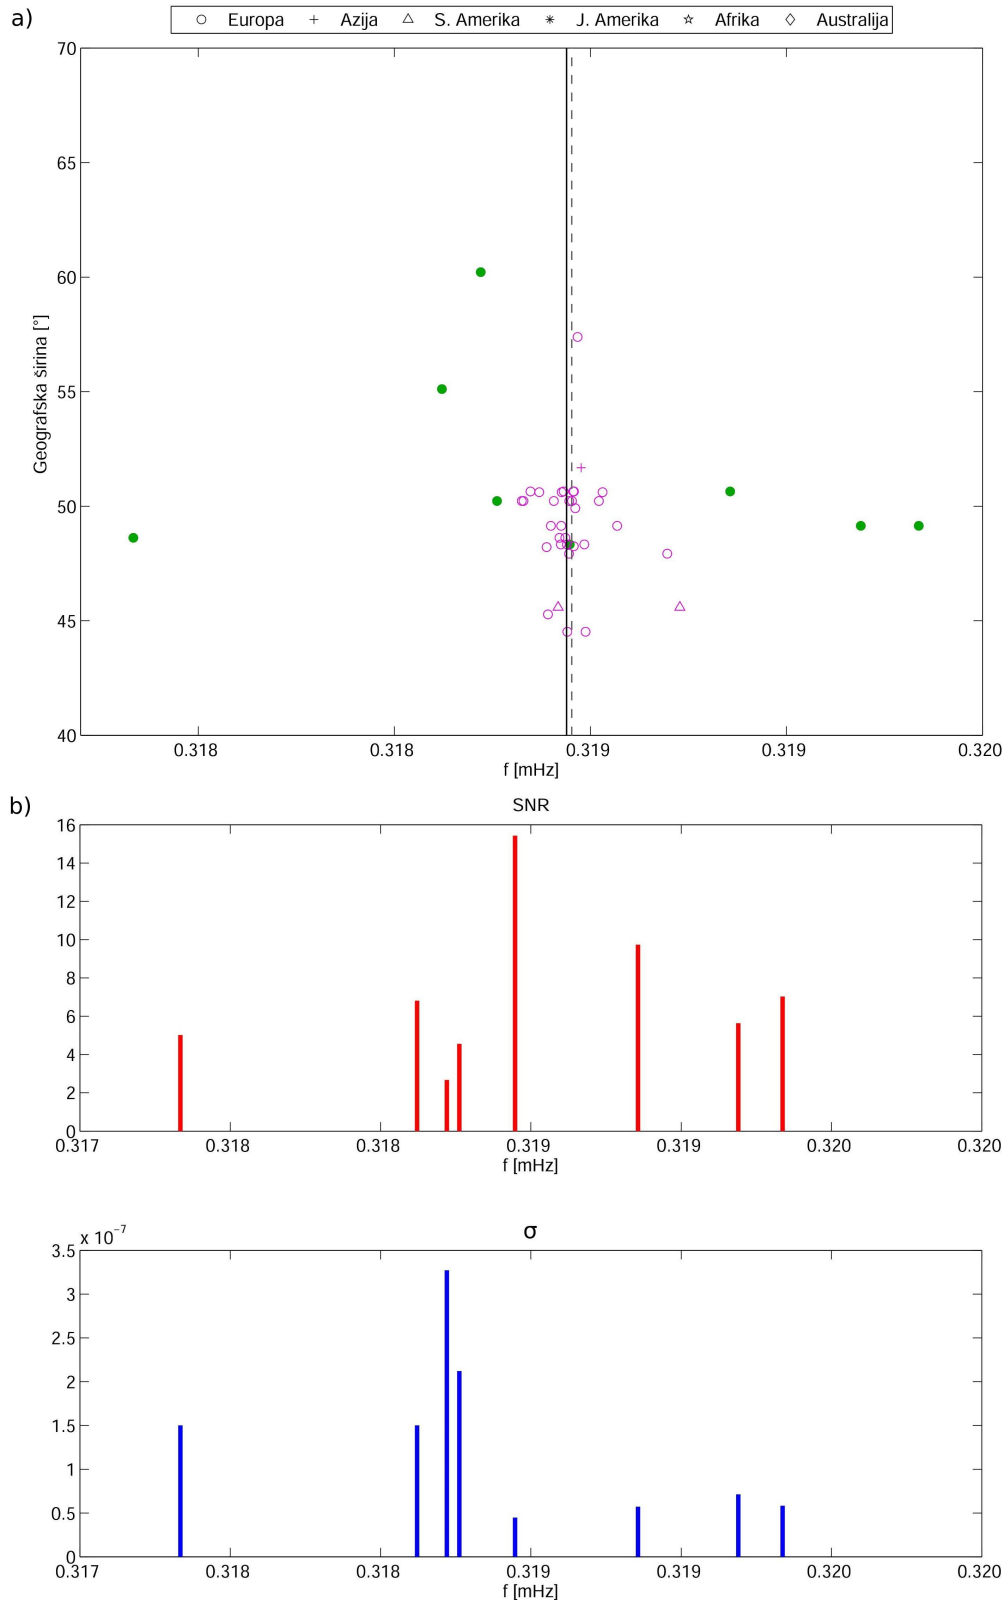 a)
Europa Azija S. Amerika J. Amerika Afrika Australija
70
65
60
55
50
45
40
Geografska širina [°]
0.318 0.318 0.319 0.319 0.320
f [mHz]
b)
SNR
16
14
12
10
8
6
4
2
0
0.317 0.318 0.318 0.319 0.319 0.320 0.320
f [mHz]
σ
x 10⁻⁷
3.5
3
2.5
2
1.5
1
0.5
0
0.317 0.318 0.318 0.319 0.319 0.320 0.320
f [mHz]